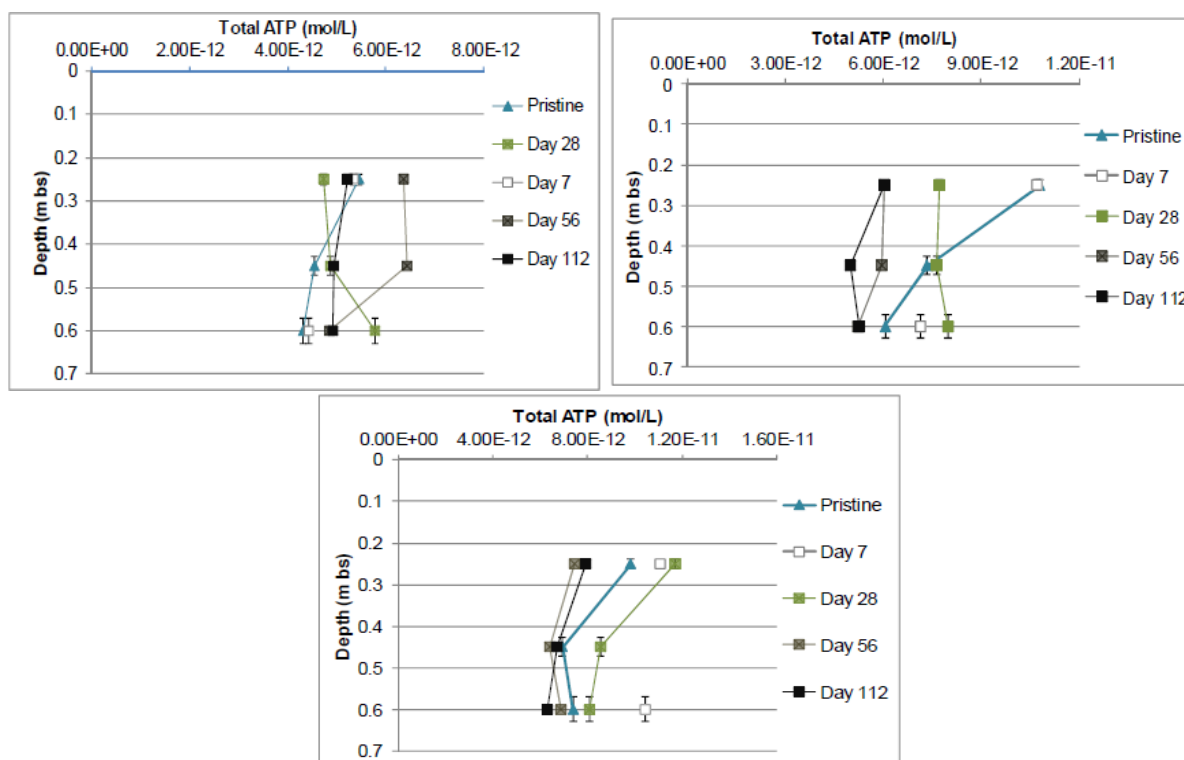 Total ATP (mol/L)
0.00E+00 2.00E-12 4.00E-12 6.00E-12 8.00E-12
0
0.1
0.2
0.3
0.4
0.5
0.6
0.7
Depth (m bs)
Pristine
Day 28
Day 7
Day 56
Day 112
Total ATP (mol/L)
0.00E+00 3.00E-12 6.00E-12 9.00E-12 1.20E-11
0
0.1
0.2
0.3
0.4
0.5
0.6
0.7
Depth (m bs)
Pristine
Day 7
Day 28
Day 56
Day 112
Total ATP (mol/L)
0.00E+00 4.00E-12 8.00E-12 1.20E-11 1.60E-11
0
0.1
0.2
0.3
0.4
0.5
0.6
0.7
Depth (m bs)
Pristine
Day 7
Day 28
Day 56
Day 112